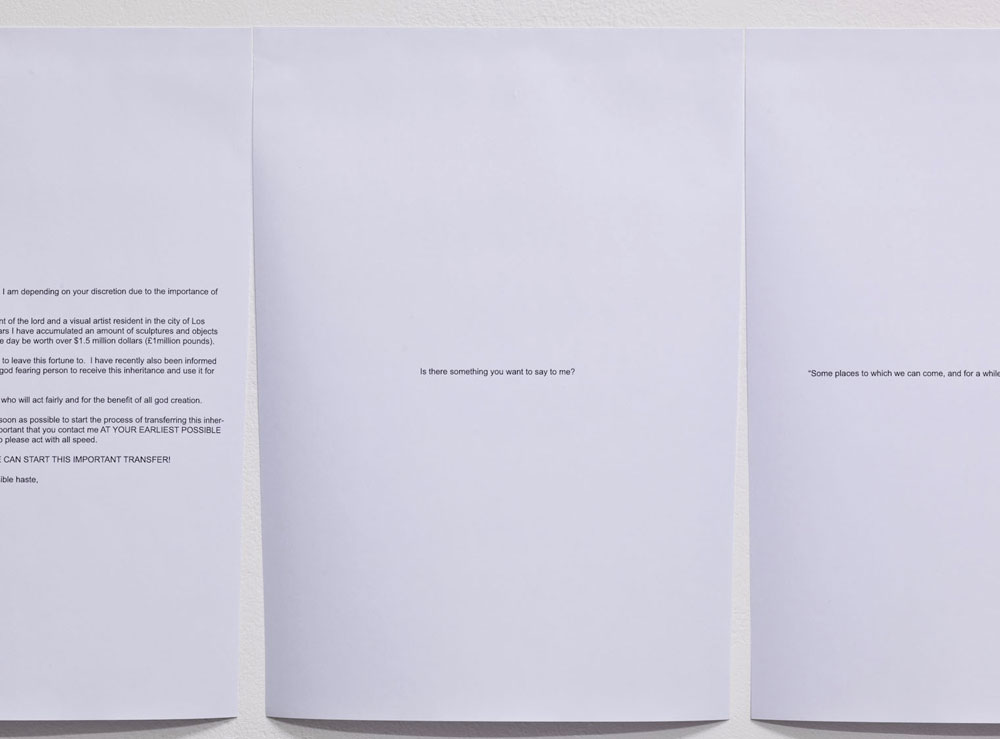 I am depending on your discretion due to the importance of
nt of the lord and a visual artist resident in the city of Los
ars I have accumulated an amount of sculptures and objects
e day be worth over $1.5 million dollars (£1million pounds).
to leave this fortune to.  I have recently also been informed
god fearing person to receive this inheritance and use it for
who will act fairly and for the benefit of all god creation.
soon as possible to start the process of transferring this inher-
portant that you contact me AT YOUR EARLIEST POSSIBLE
o please act with all speed.
E CAN START THIS IMPORTANT TRANSFER!
ible haste,
Is there something you want to say to me?
“Some places to which we can come, and for a while